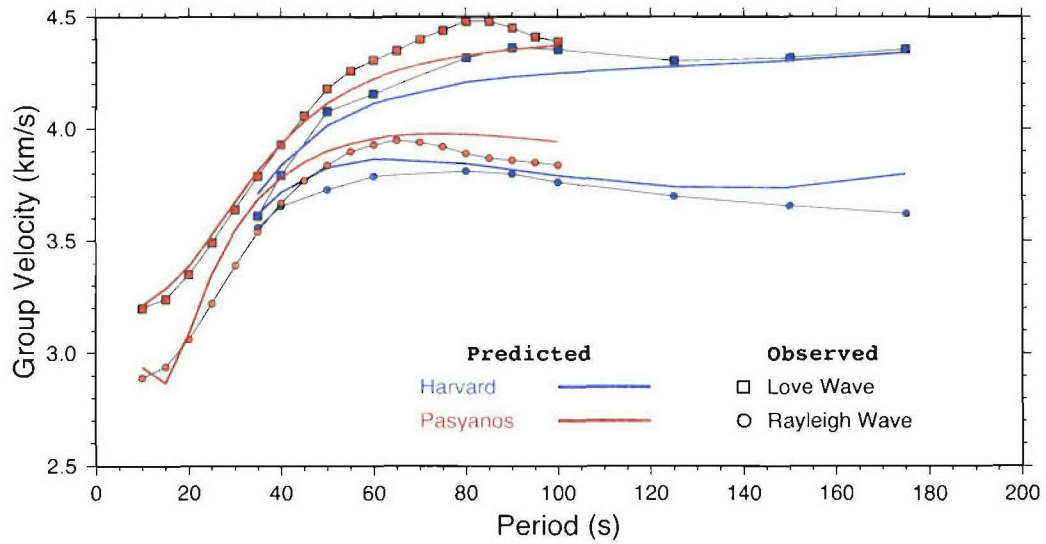 4.5
4.0
3.5
3.0
2.5
Group Velocity (km/s)
Predicted Observed
Harvard Love Wave
Pasyanos Rayleigh Wave
0 20 40 60 80 100 120 140 160 180 200
Period (s)